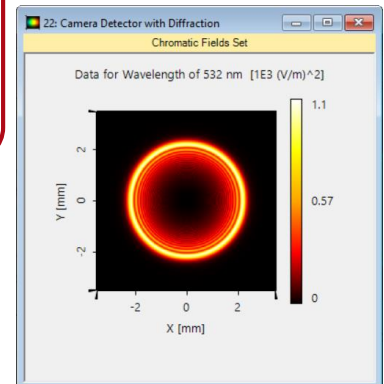 22: Camera Detector with Diffraction
Chromatic Fields Set
Data for Wavelength of 532 nm [1E3 (V/m)^2]
1.1
0.57
0
Y [mm]
2
0
-2
-2 0 2
X [mm]